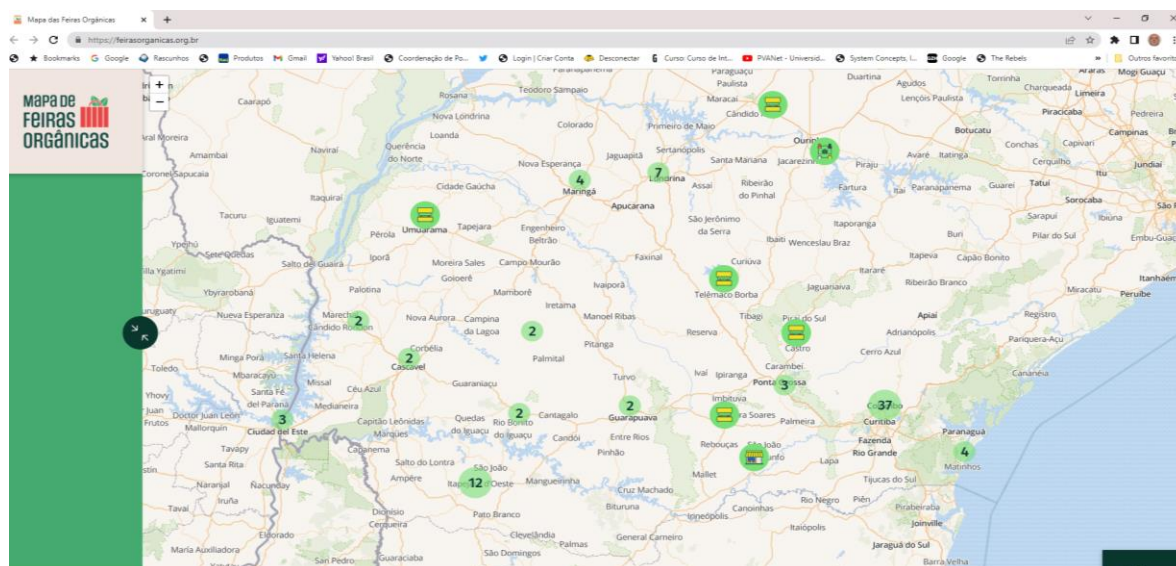 Mapa das Feiras Orgânicas
https://feirasorganicas.org.br
Bookmarks Google Rascunhos Produtos Gmail Yahoo! Brasil Coordenação de Po... Login | Criar Conta Desconectar Curso: Curso de Int... PVANet - Universid... System Concepts, I... Google The Rebels » Outros favoritos
MAPA DE
FEIRAS
ORGÂNICAS
+
−
Teodoro Sampaio
Paraguaçu
Paulista
Duartina
Agudos
Torrinha
Araras
Mogi Guaçu
Caarapó
Rosana
Maracaí
Lençóis Paulista
Charqueada
Limeira
Nova Londrina
Cândido
Piracicaba
Pedreira
Loanda
Colorado
Primeiro de Maio
Botucatu
Campinas
Aral Moreira
Naviraí
Querência
do Norte
Jaguapitã
Sertanópolis
Conchas
Capivari
Amambai
Nova Esperança
Santa Mariana
Jacarezinho
Piraju
Avaré
Itatinga
Cerquilho
Jundiaí
Itu
Coronel Sapucaia
4
7
Londrina
Maringá
Cidade Gaúcha
Assaí
Ribeirão
do Pinhal
Fartura
Itaí
Paranapanema
Guareí
Tatuí
Itaquiraí
Apucarana
Sorocaba
Tacuru
Iguatemi
São Jerônimo
da Serra
Itaporanga
Sarapuí
Ibiúna
Pérola
Umuarama
Tapejara
Engenheiro
Beltrão
Ibaiti
Wenceslau Braz
Buri
Pilar do Sul
Embu-Guaçu
Ypejhú
Sete Quedas
Salto del Guairá
Iporã
Moreira Sales
Campo Mourão
Faxinal
Curiúva
Itapeva
Capão Bonito
Villa Ygatimi
Goioerê
Itararé
Itanhaém
Ybyrarobaná
Palotina
Mamborê
Ivaiporã
Telêmaco Borba
Jaguariaíva
Ribeirão Branco
Miracatu
Peruíbe
Iretama
Nueva Esperanza
Marechal
Cândido Rondon
2
Nova Aurora
Campina
da Lagoa
2
Manoel Ribas
Tibagi
Piraí do Sul
Apiaí
Registro
Reserva
Adrianópolis
Pariquera-Açu
Pitanga
Castro
Minga Porá
Santa Helena
Corbélia
2
Cascavel
Palmital
Cerro Azul
Toledo
Mbaracayú
Carambeí
Cananéia
Missal
Céu Azul
Guaraniaçu
Turvo
Ivaí
Ipiranga
Ponta Grossa
3
Yhovy
Santa Fé
del Paraná
Medianeira
Imbituva
37
Curitiba
Doctor Juan León
Mallorquín
3
Ciudad del Este
Capitão Leônidas
Marques
Quedas
do Iguaçu
2
Rio Bonito
do Iguaçu
Cantagalo
2
Guarapuava
Palmeira
Frutos
Capanema
Candói
Entre Rios
Rebouças
Fazenda
Rio Grande
Paranaguá
Tavapy
4
Matinhos
Santa Rita
Salto do Lontra
São João
Pinhão
Lapa
Naranjal
Ñacunday
Ampére
12
Mangueirinha
Mallet
Tijucas do Sul
Iruña
Cruz Machado
Taval
Dionísio
Cerqueira
Pato Branco
Bituruna
Rio Negro
Piên
Pirabeiraba
Canoinhas
Eldorado
Clevelândia
General Carneiro
Itaiópolis
Joinville
María Auxiliadora
Palmas
Jaraguá do Sul
San Pedro
Guaraciaba
São Domingos
Barra Velha